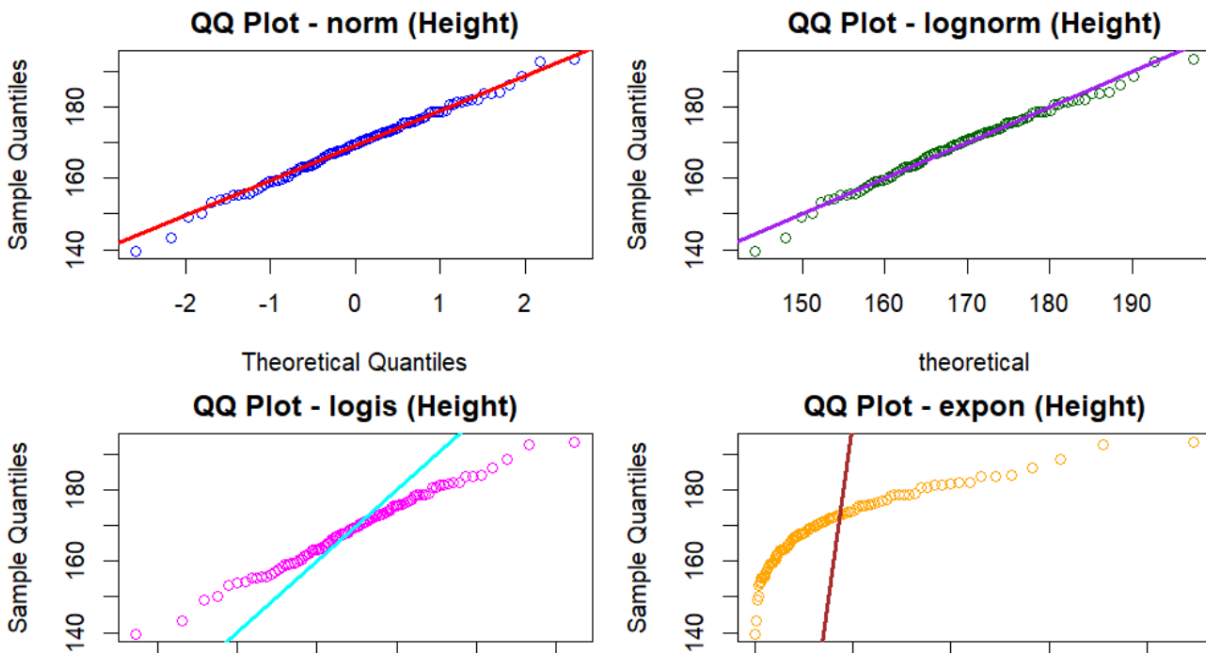 QQ Plot - norm (Height)
Sample Quantiles
140 160 180
-2 -1 0 1 2
Theoretical Quantiles
QQ Plot - lognorm (Height)
Sample Quantiles
140 160 180
150 160 170 180 190
theoretical
QQ Plot - logis (Height)
Sample Quantiles
140 160 180
QQ Plot - expon (Height)
Sample Quantiles
140 160 180